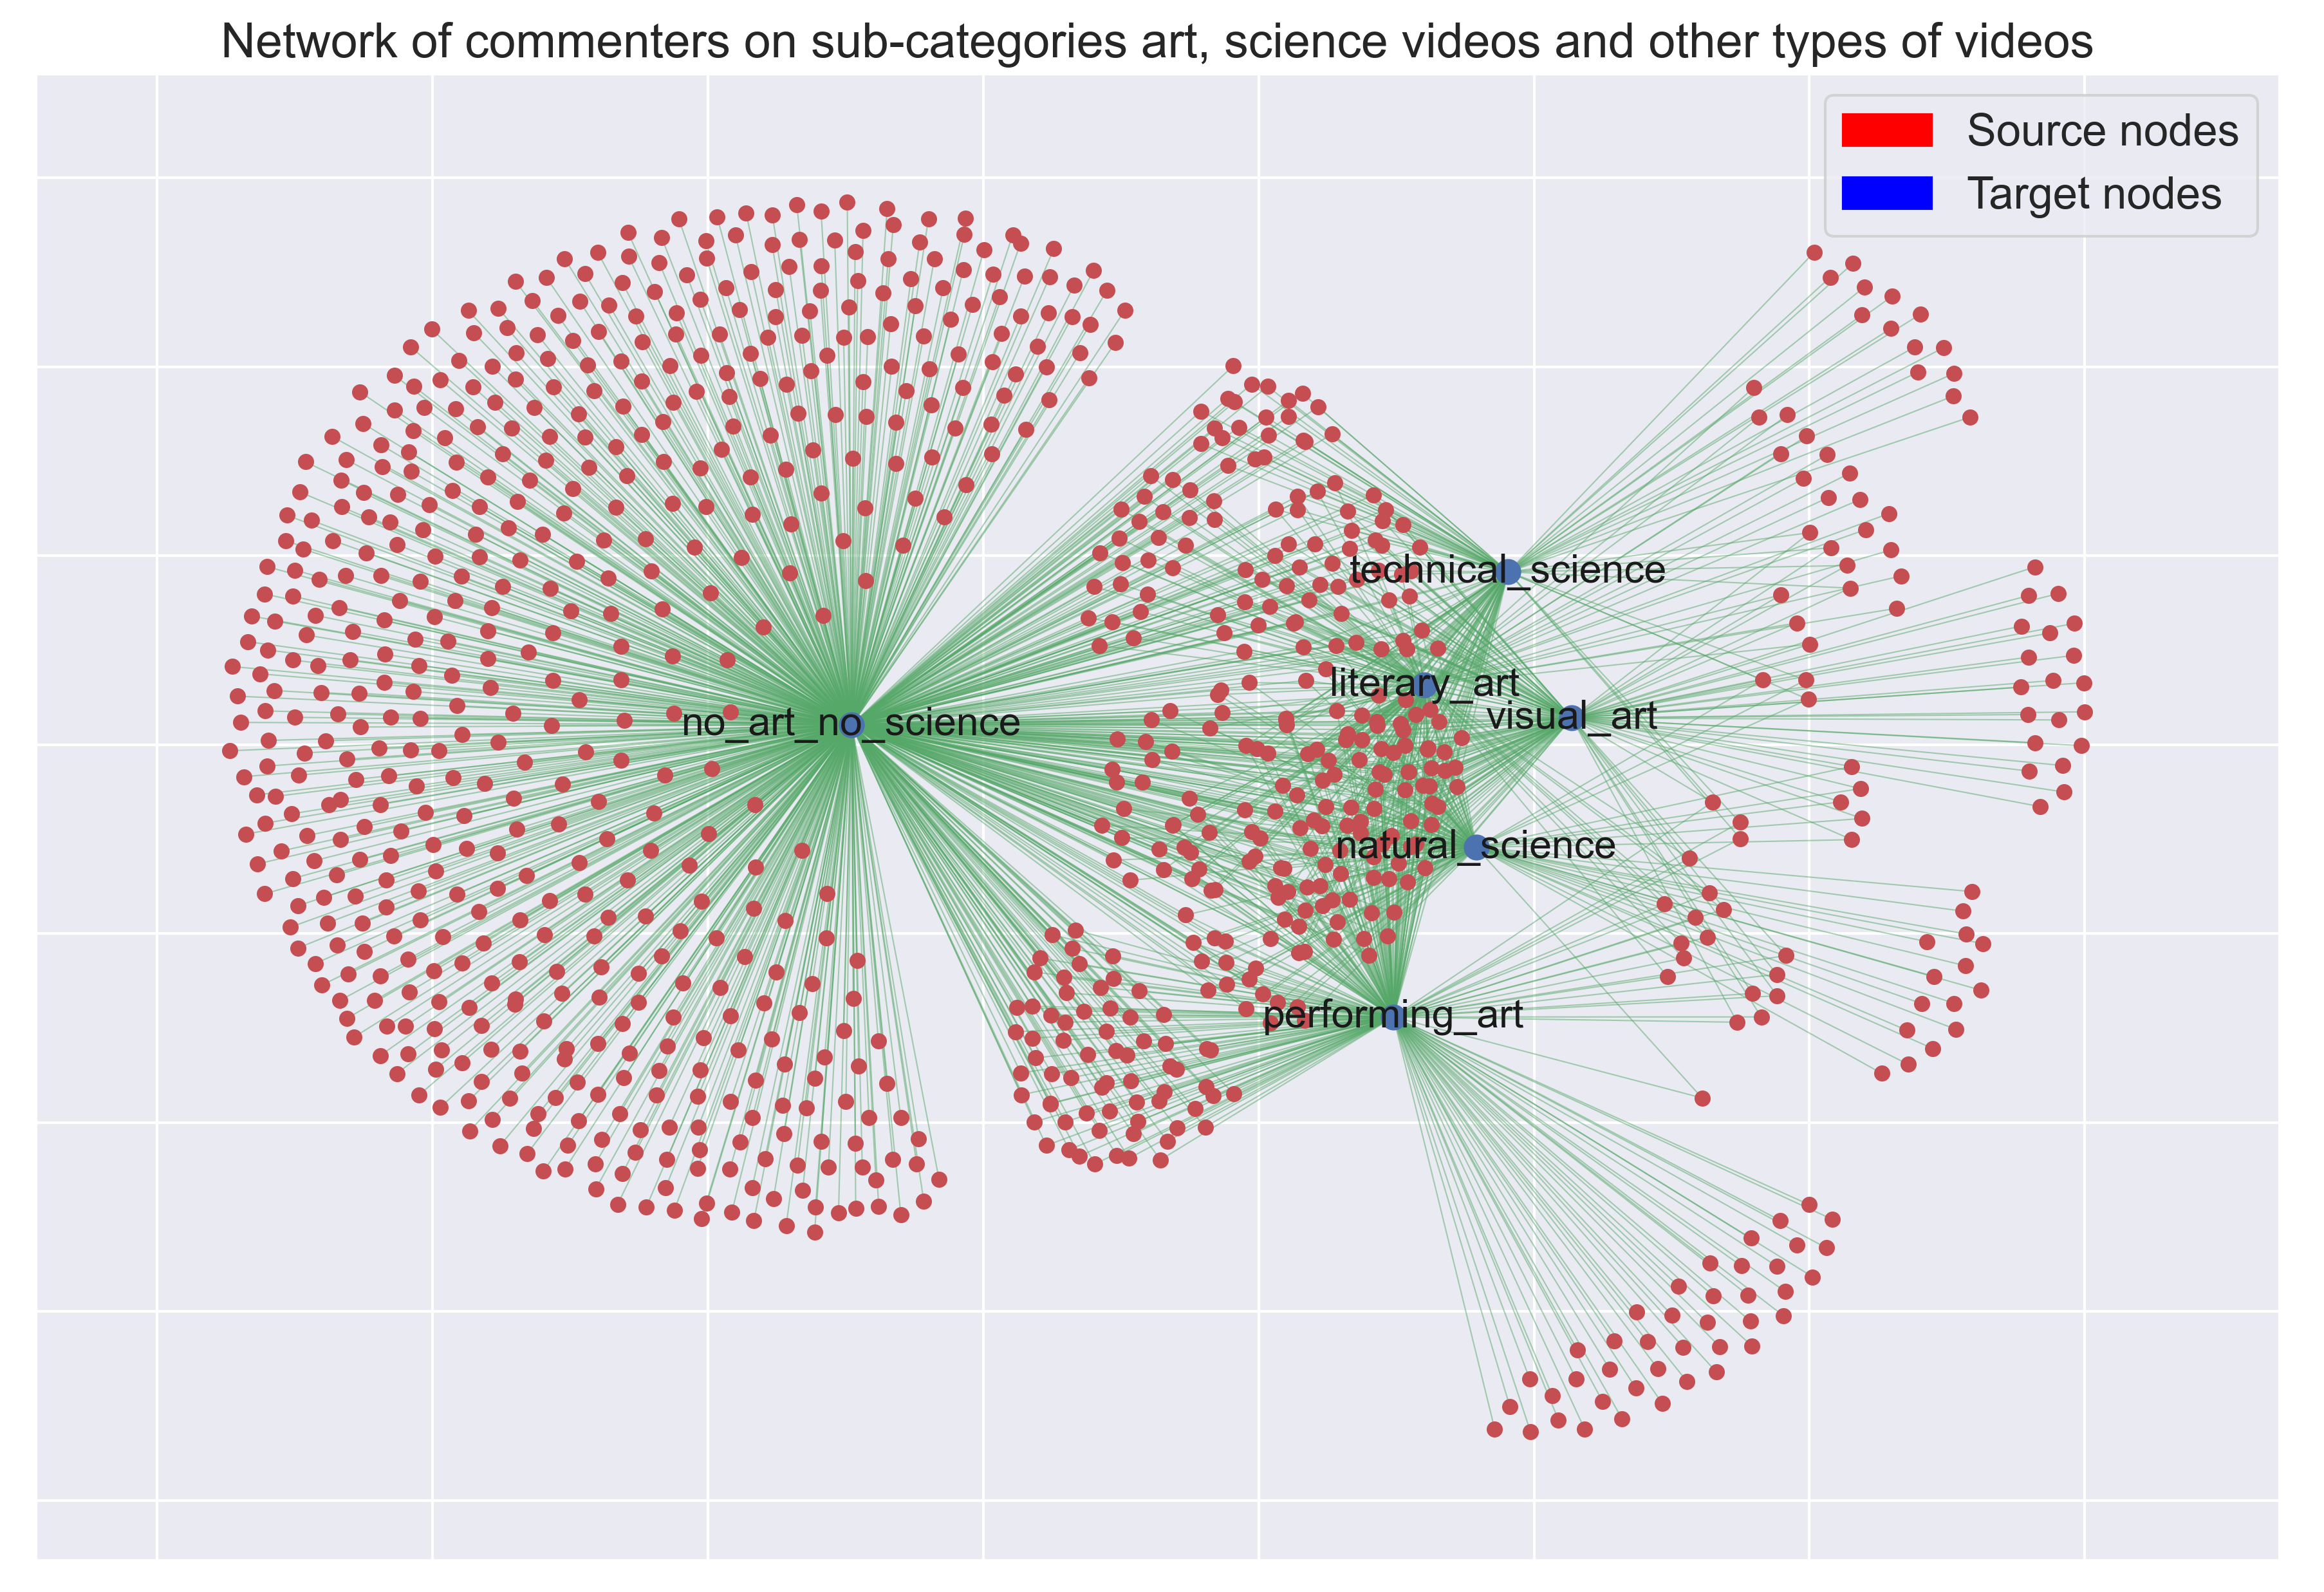 Network of commenters on sub-categories art, science videos and other types of videos
Source nodes
Target nodes
technical_science
literary_art
visual_art
no_art_no_science
natural_science
performing_art